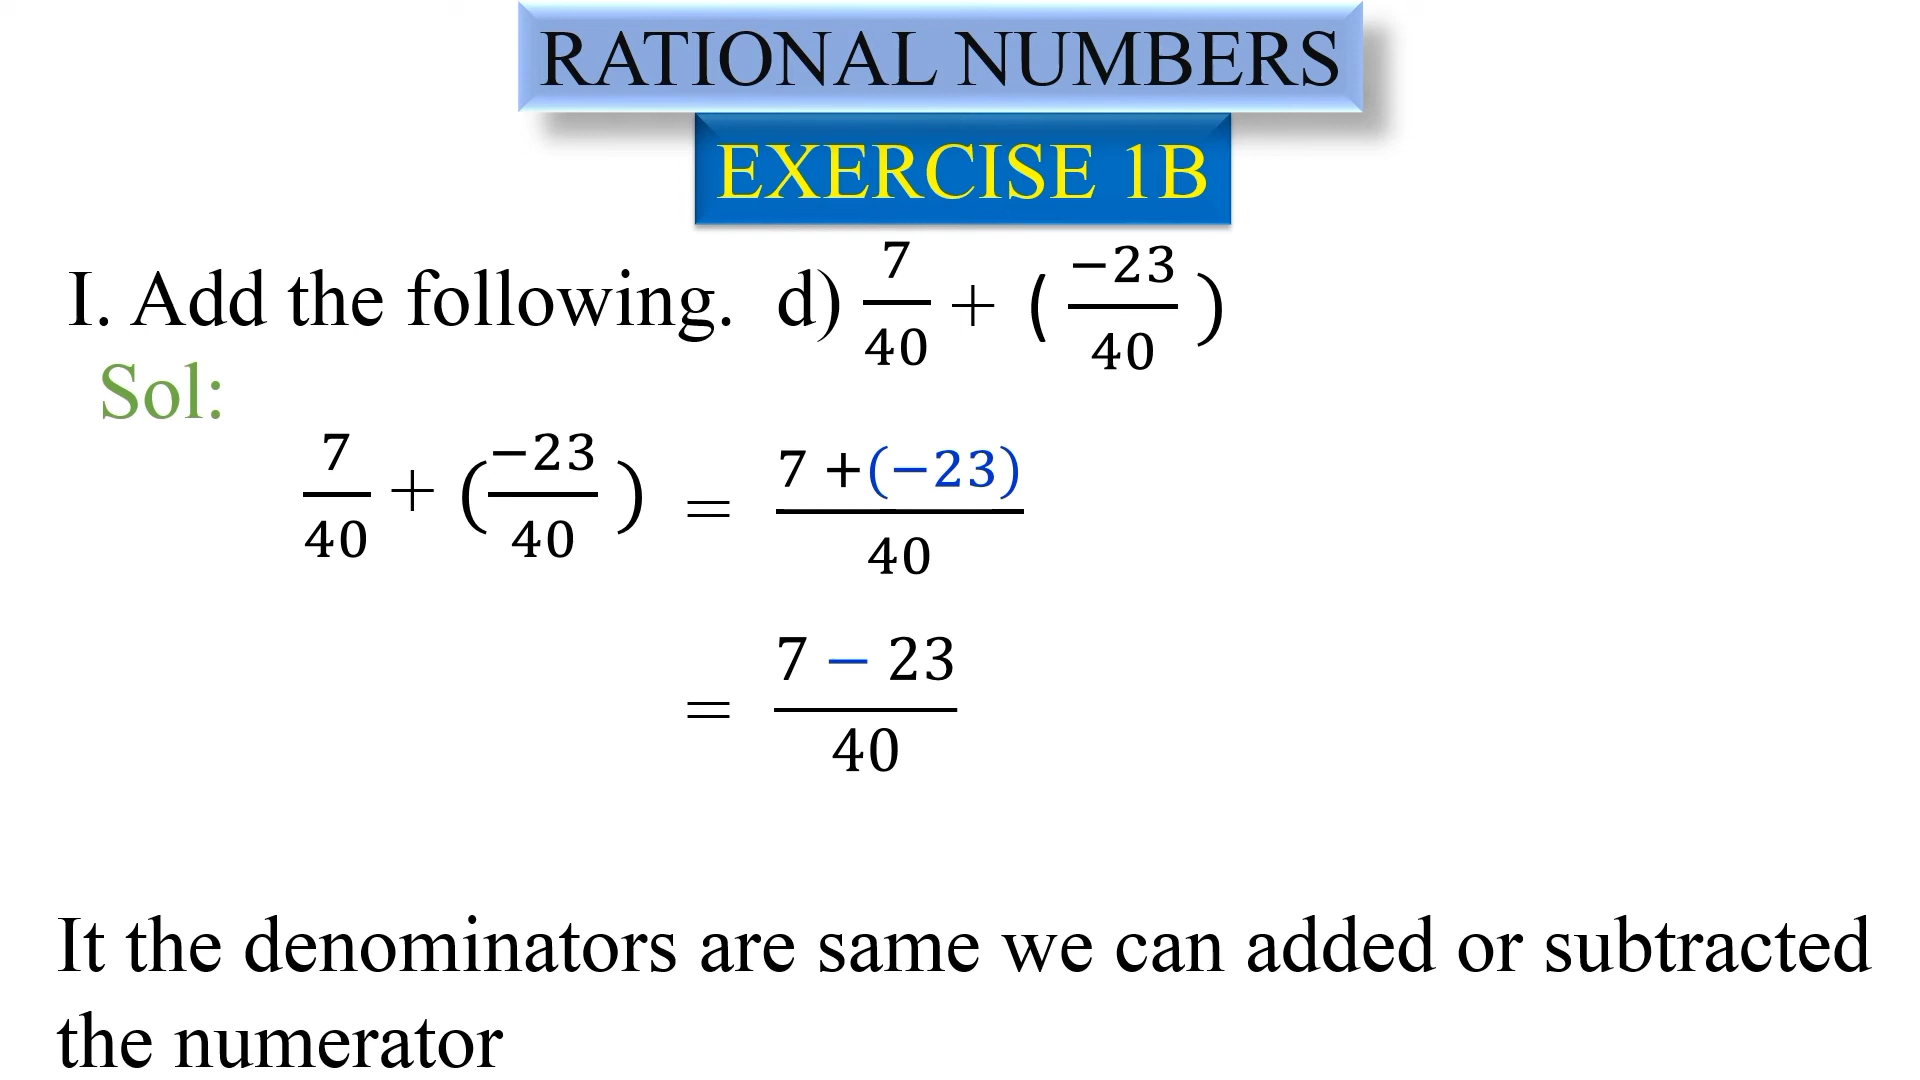 RATIONAL NUMBERS
EXERCISE 1B
I. Add the following. d) 7/40 + (−23/40)
Sol:
7/40 + (−23/40) = 7 +(−23)/40
= 7 − 23/40
It the denominators are same we can added or subtracted
the numerator